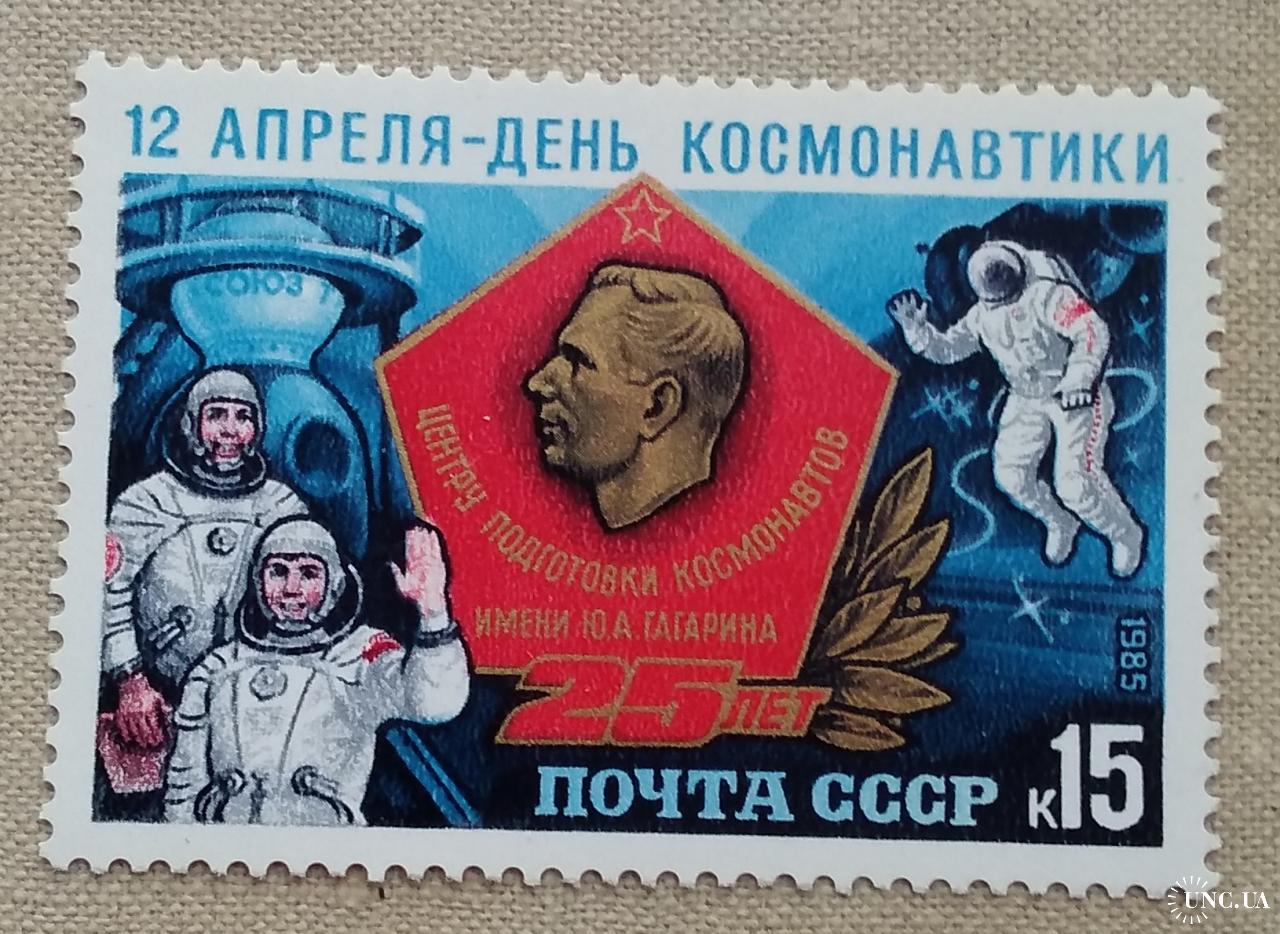 12 АПРЕЛЯ-ДЕНЬ КОСМОНАВТИКИ
СОЮЗ
ЦЕНТРУ ПОДГОТОВКИ КОСМОНАВТОВ
ИМЕНИ Ю.А. ГАГАРИНА
25 ЛЕТ
1985
ПОЧТА СССР к15
UNC.UA